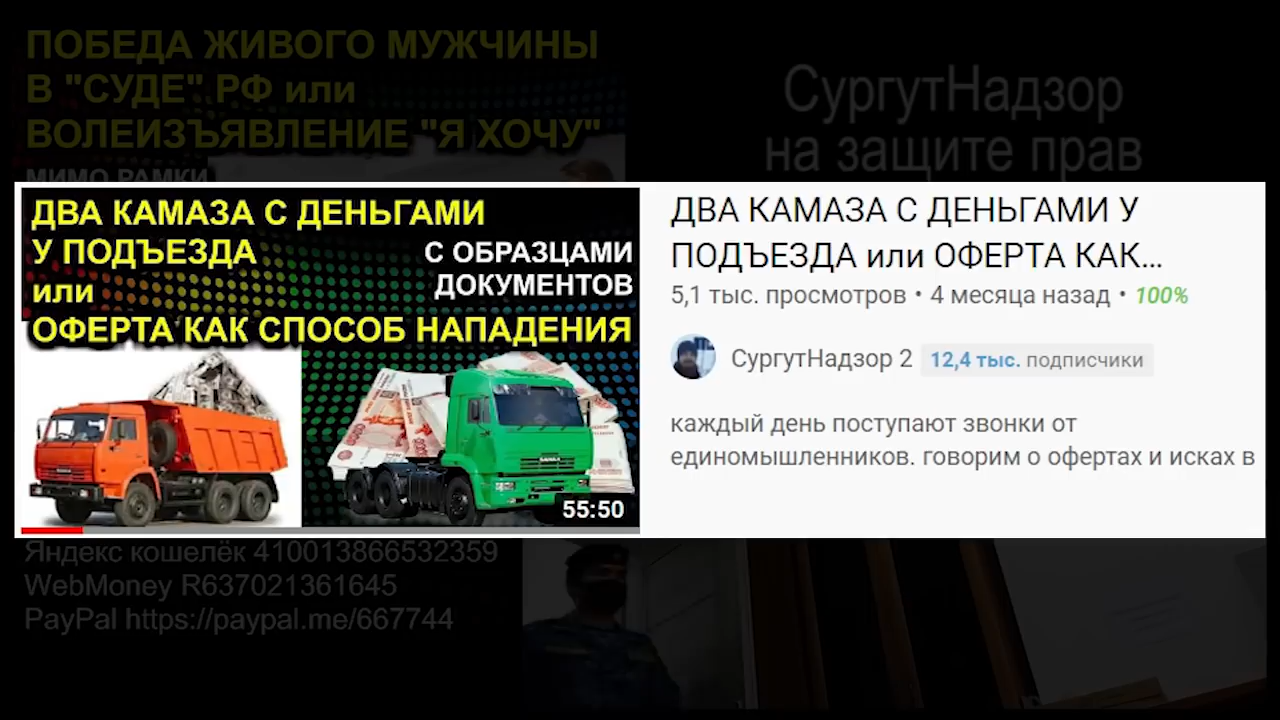 ПОБЕДА ЖИВОГО МУЖЧИНЫ
В "СУДЕ" РФ или
ВОЛЕИЗЪЯВЛЕНИЕ "Я ХОЧУ"
МИМО РАМКИ
СургутНадзор
на защите прав
ДВА КАМАЗА С ДЕНЬГАМИ
У ПОДЪЕЗДА
С ОБРАЗЦАМИ
ДОКУМЕНТОВ
или
ОФЕРТА КАК СПОСОБ НАПАДЕНИЯ
55:50
ДВА КАМАЗА С ДЕНЬГАМИ У
ПОДЪЕЗДА или ОФЕРТА КАК...
5,1 тыс. просмотров • 4 месяца назад • 100%
СургутНадзор 2 12,4 тыс. подписчики
каждый день поступают звонки от
единомышленников. говорим о офертах и исках в
Яндекс кошелёк 410013866532359
WebMoney R637021361645
PayPal https://paypal.me/667744